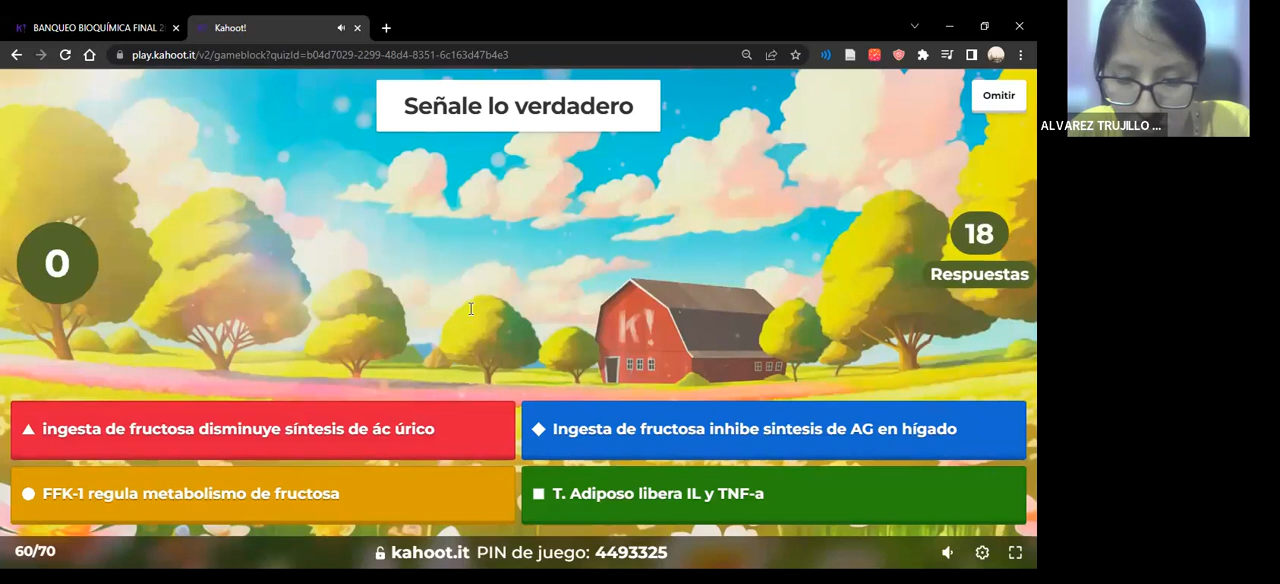 BANQUEO BIOQUÍMICA FINAL 2
Kahoot!
play.kahoot.it/v2/gameblock?quizId=b04d7029-2299-48d4-8351-6c163d47b4e3
Señale lo verdadero
Omitir
ALVAREZ TRUJILLO ...
0
18
Respuestas
K!
ingesta de fructosa disminuye síntesis de ác úrico
Ingesta de fructosa inhibe sintesis de AG en hígado
FFK-1 regula metabolismo de fructosa
T. Adiposo libera IL y TNF-a
60/70
kahoot.it PIN de juego: 4493325